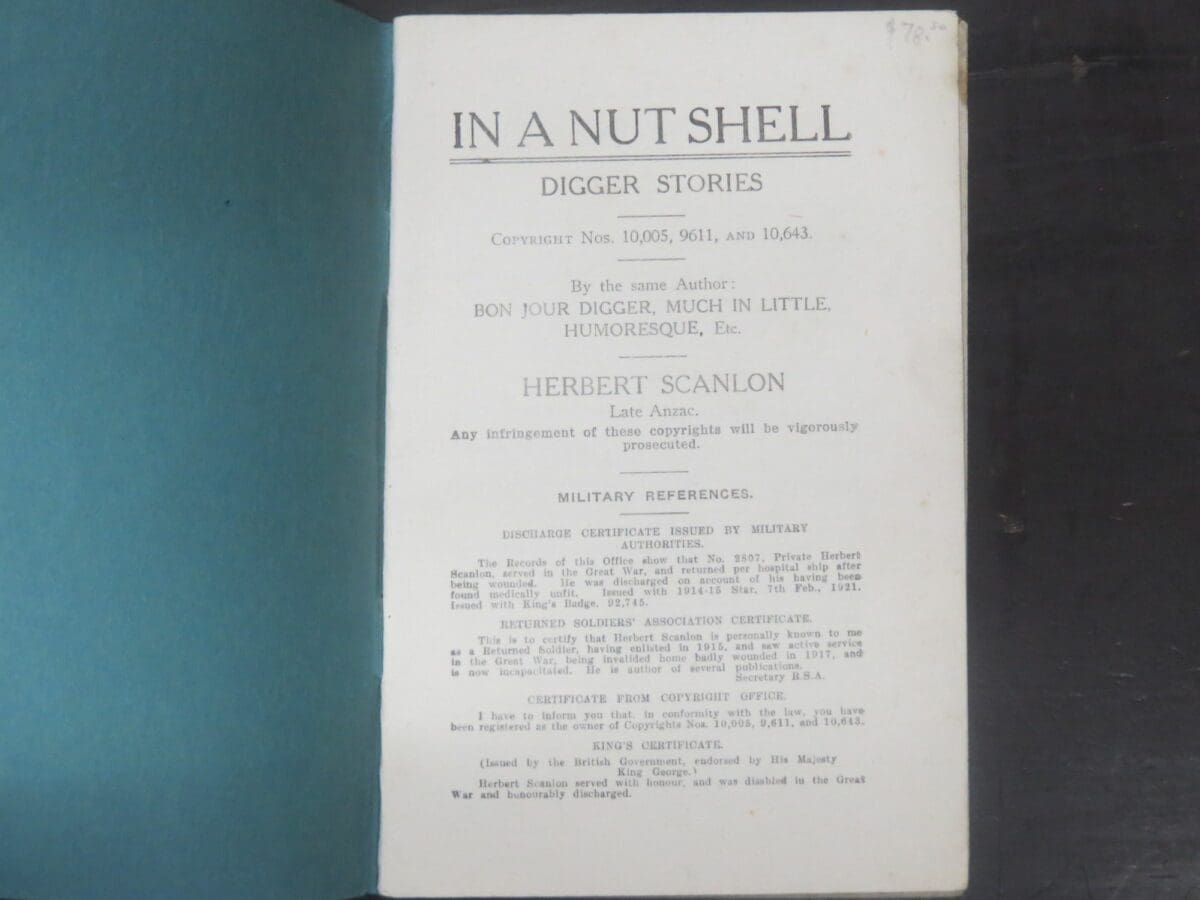 $78.50
IN A NUT SHELL
DIGGER STORIES
COPYRIGHT NOS. 10,005, 9611, AND 10,643.
By the same Author:
BON JOUR DIGGER, MUCH IN LITTLE,
HUMORESQUE, Etc.
HERBERT SCANLON
Late Anzac.
Any infringement of these copyrights will be vigorously
prosecuted.
MILITARY REFERENCES.
DISCHARGE CERTIFICATE ISSUED BY MILITARY
AUTHORITIES.
The Records of this Office show that No. 2807, Private Herbert
Scanlon, served in the Great War, and returned per hospital ship after
being wounded. He was discharged on account of his having been
found medically unfit. Issued with 1914-15 Star, 7th Feb., 1921.
Issued with King's Badge, 92,745.
RETURNED SOLDIERS' ASSOCIATION CERTIFICATE.
This is to certify that Herbert Scanlon is personally known to me
as a Returned Soldier, having enlisted in 1915, and saw active service
in the Great War, being invalided home badly wounded in 1917, and
is now incapacitated. He is author of several publications.
Secretary R.S.A.
CERTIFICATE FROM COPYRIGHT OFFICE.
I have to inform you that, in conformity with the law, you have
been registered as the owner of Copyrights Nos. 10,005, 9,611, and 10,643.
KING'S CERTIFICATE.
(Issued by the British Government, endorsed by His Majesty
King George.)
Herbert Scanlon served with honour, and was disabled in the Great
War and honourably discharged.